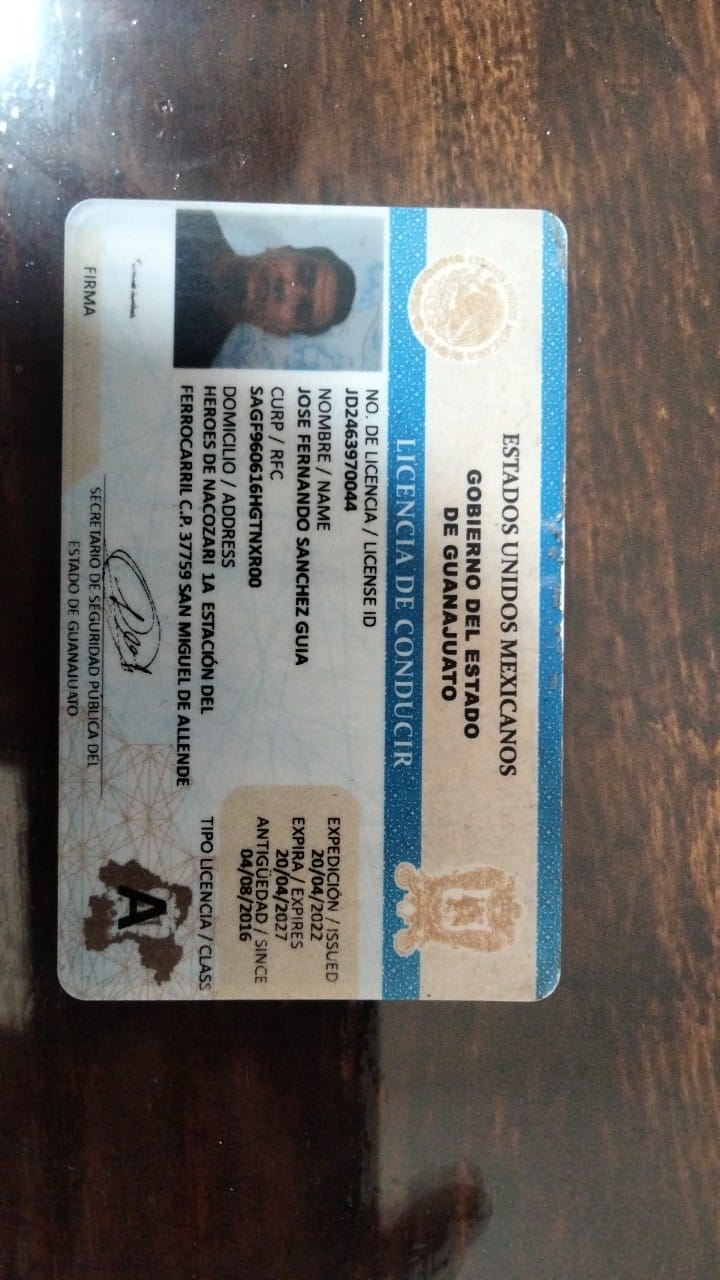 ESTADOS UNIDOS MEXICANOS
GOBIERNO DEL ESTADO
DE GUANAJUATO
LICENCIA DE CONDUCIR
NO. DE LICENCIA / LICENSE ID
JD2463970044
NOMBRE / NAME
JOSE FERNANDO SANCHEZ GUIA
CURP / RFC
SAGF960616HGTNXR00
DOMICILIO / ADDRESS
HEROES DE NACOZARI 1A ESTACIÓN DEL
FERROCARRIL C.P. 37759 SAN MIGUEL DE ALLENDE
EXPEDICIÓN / ISSUED
20/04/2022
EXPIRA / EXPIRES
20/04/2027
ANTIGÜEDAD / SINCE
04/08/2016
TIPO LICENCIA / CLASS
A
FIRMA
SECRETARIO DE SEGURIDAD PÚBLICA DEL
ESTADO DE GUANAJUATO